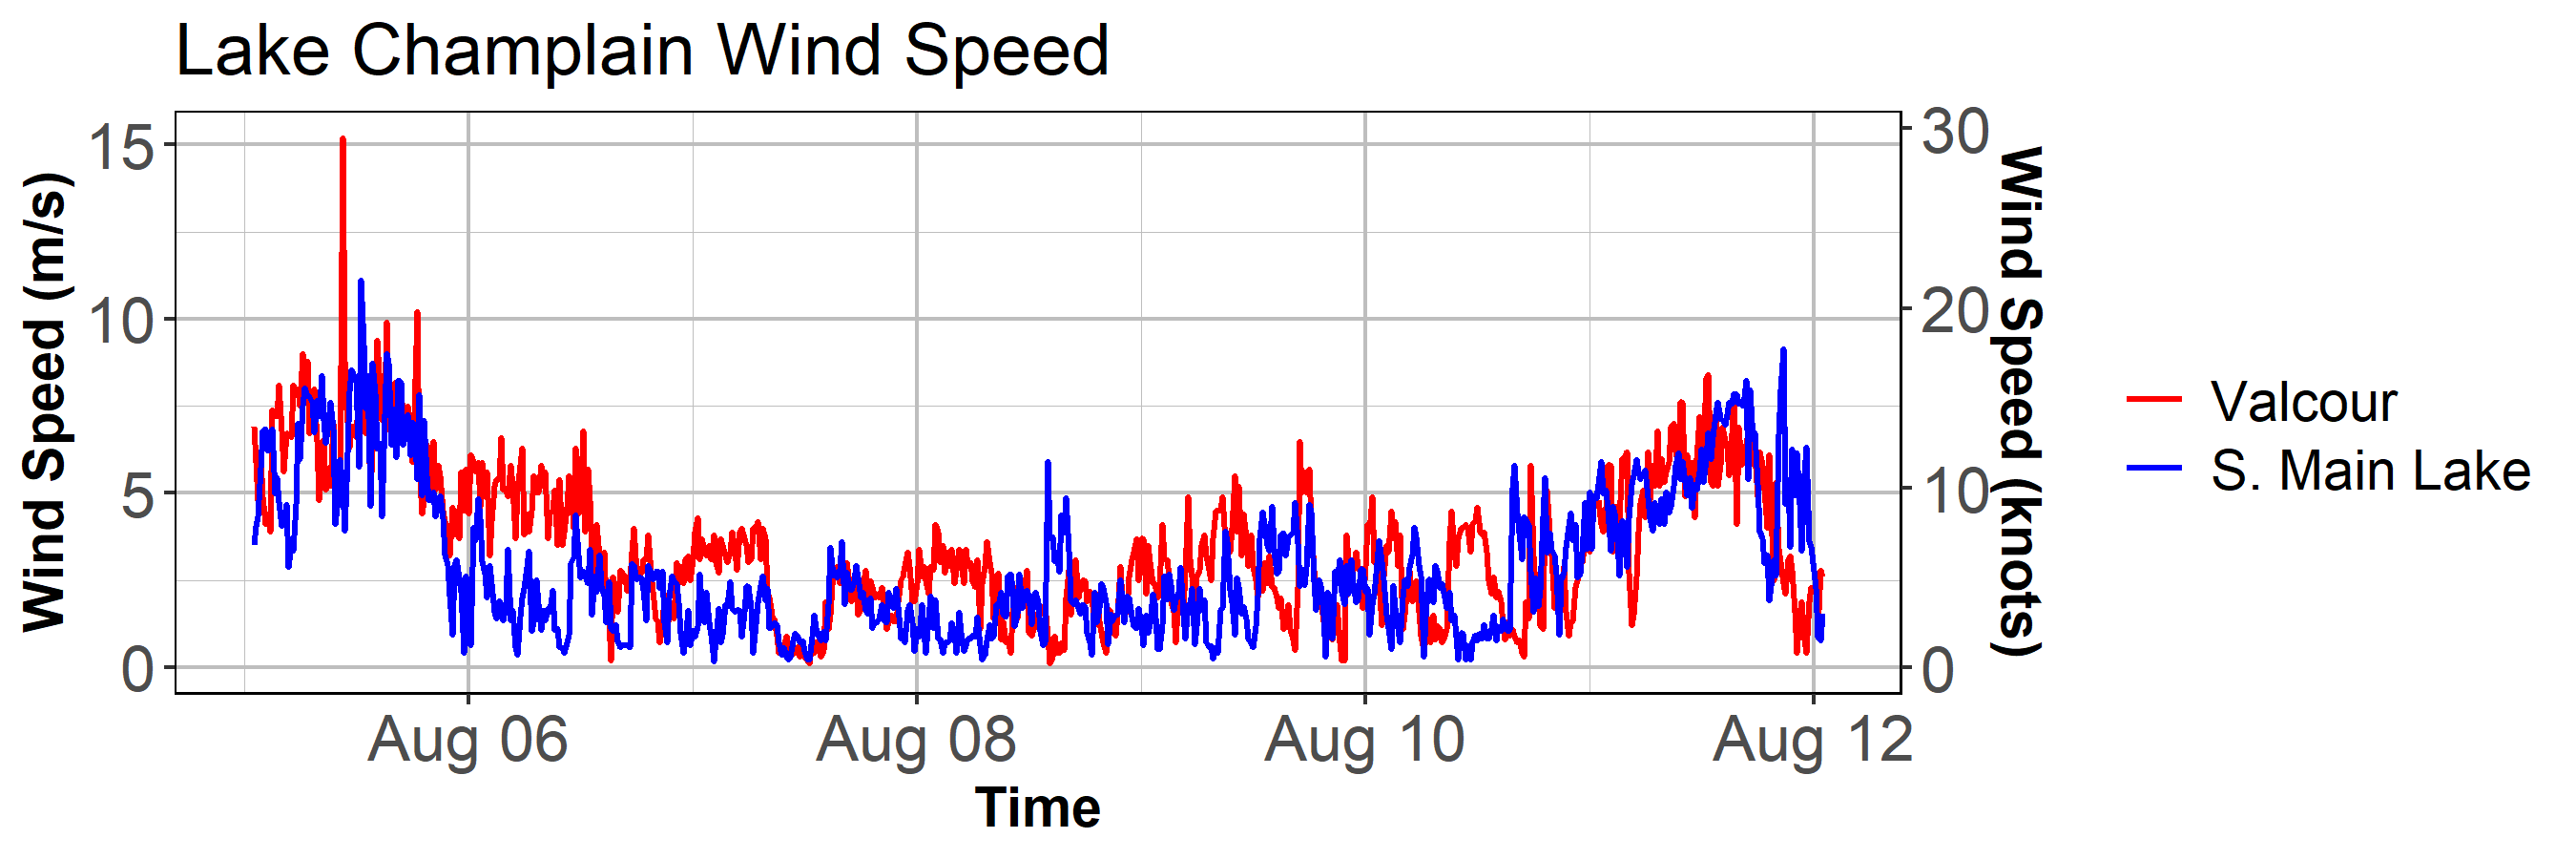 Lake Champlain Wind Speed
Wind Speed (m/s)
15
10
5
0
30
20
10
0
Wind Speed (knots)
Aug 06
Aug 08
Aug 10
Aug 12
Time
Valcour
S. Main Lake